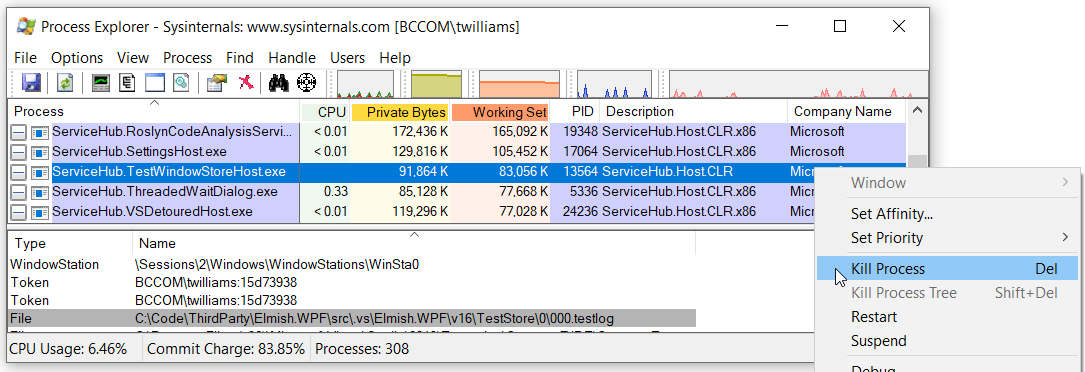 Process Explorer - Sysinternals: www.sysinternals.com [BCCOM\twilliams]
File Options View Process Find Handle Users Help
Process CPU Private Bytes Working Set PID Description Company Name
ServiceHub.RoslynCodeAnalysisServi... < 0.01 172,436 K 165,092 K 19348 ServiceHub.Host.CLR.x86 Microsoft
ServiceHub.SettingsHost.exe < 0.01 129,816 K 105,452 K 17064 ServiceHub.Host.CLR.x86 Microsoft
ServiceHub.TestWindowStoreHost.exe 91,864 K 83,056 K 13564 ServiceHub.Host.CLR
ServiceHub.ThreadedWaitDialog.exe 0.33 85,128 K 77,668 K 5336 ServiceHub.Host.CLR.x86
ServiceHub.VSDetouredHost.exe < 0.01 119,296 K 77,028 K 24236 ServiceHub.Host.CLR.x86
Window
Set Affinity...
Set Priority
Kill Process Del
Kill Process Tree Shift+Del
Restart
Suspend
Debug
Type Name
WindowStation \Sessions\2\Windows\WindowStations\WinSta0
Token BCCOM\twilliams:15d73938
Token BCCOM\twilliams:15d73938
File C:\Code\ThirdParty\Elmish.WPF\src\.vs\Elmish.WPF\v16\TestStore\0\000.testlog
CPU Usage: 6.46% Commit Charge: 83.85% Processes: 308